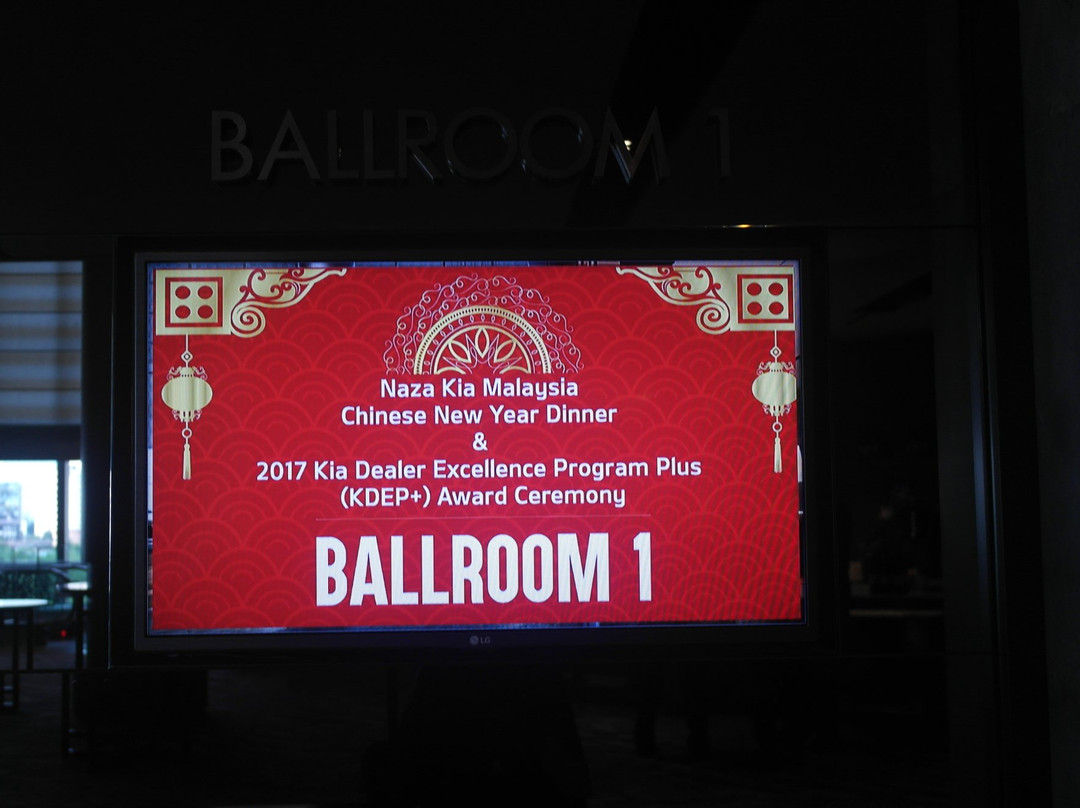 BALLROOM 1
Naza Kia Malaysia
Chinese New Year Dinner
&
2017 Kia Dealer Excellence Program Plus
(KDEP+) Award Ceremony
BALLROOM 1
LG